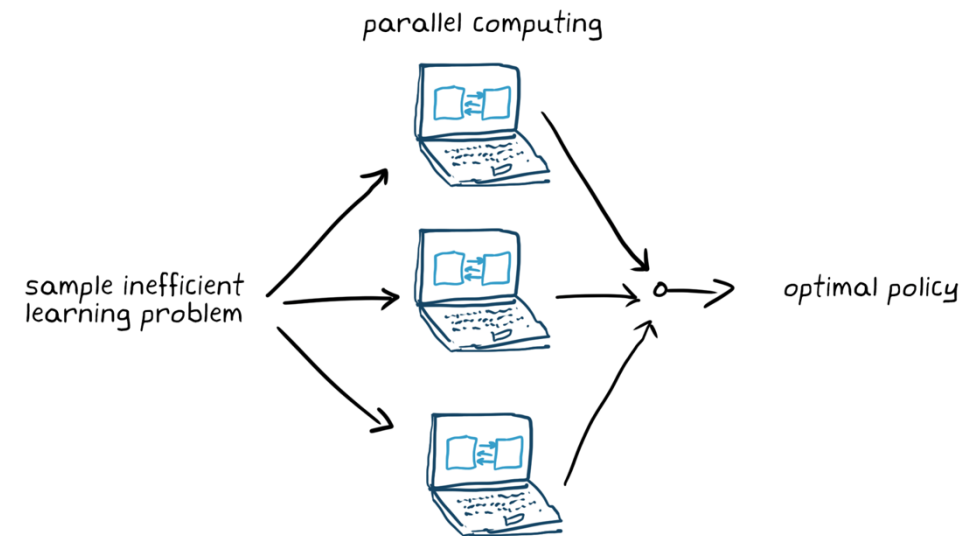 parallel computing
sample inefficient
learning problem
optimal policy